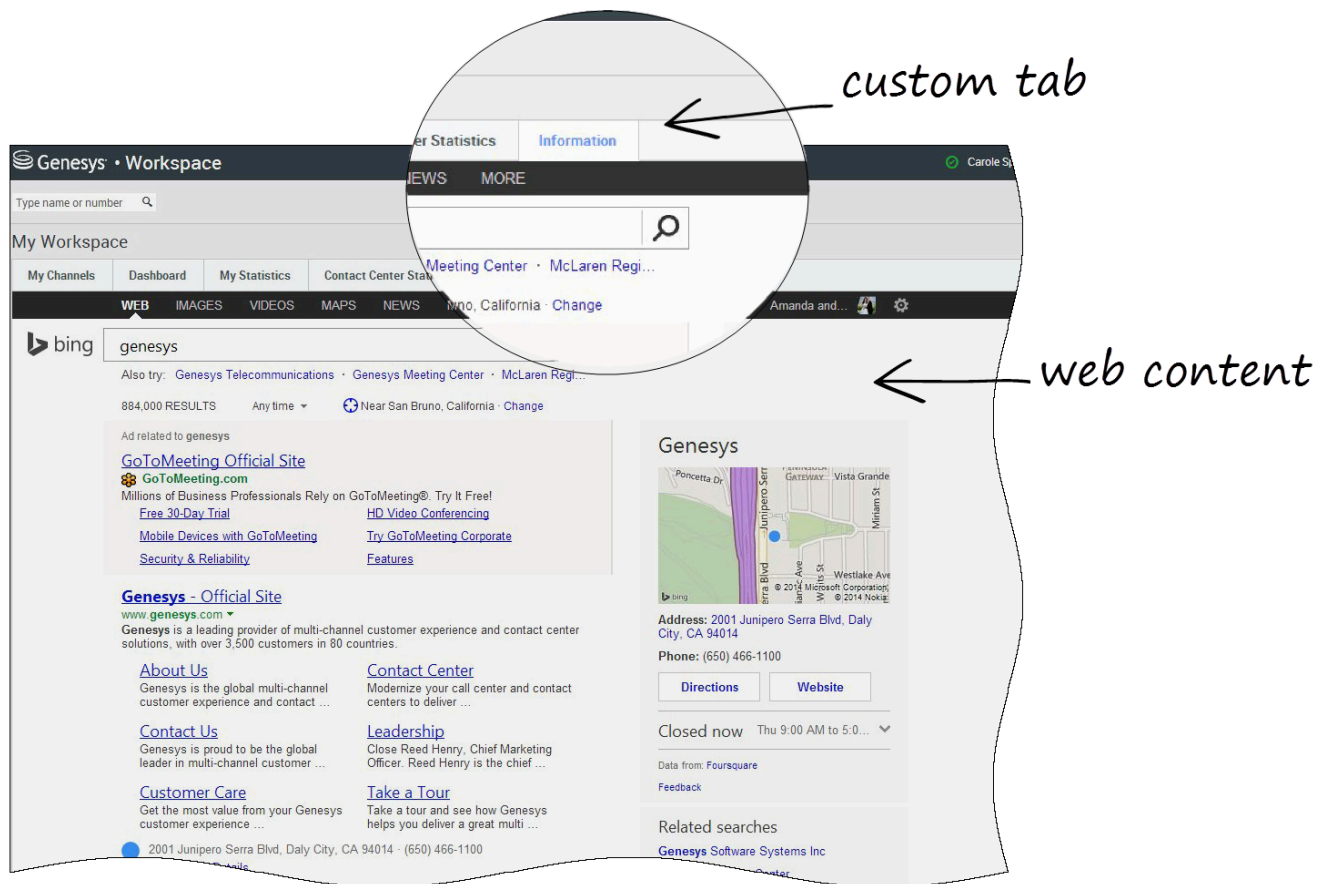 custom tab
er Statistics Information
NEWS MORE
Meeting Center · McLaren Regi...
uno, California · Change
Genesys · Workspace
Carole Sp
Type name or number
My Workspace
My Channels Dashboard My Statistics Contact Center Stati
WEB IMAGES VIDEOS MAPS NEWS
Amanda and...
bing genesys
Also try: Genesys Telecommunications · Genesys Meeting Center · McLaren Regi...
884,000 RESULTS Any time Near San Bruno, California · Change
web content
Ad related to genesys
GoToMeeting Official Site
GoToMeeting.com
Millions of Business Professionals Rely on GoToMeeting®. Try It Free!
Free 30-Day Trial HD Video Conferencing
Mobile Devices with GoToMeeting Try GoToMeeting Corporate
Security & Reliability Features
Genesys - Official Site
www.genesys.com
Genesys is a leading provider of multi-channel customer experience and contact center
solutions, with over 3,500 customers in 80 countries.
About Us Contact Center
Genesys is the global multi-channel Modernize your call center and contact
customer experience and contact ... centers to deliver ...
Contact Us Leadership
Genesys is proud to be the global Close Reed Henry, Chief Marketing
leader in multi-channel customer ... Officer. Reed Henry is the chief ...
Customer Care Take a Tour
Get the most value from your Genesys Take a tour and see how Genesys
customer experience ... helps you deliver a great multi ...
2001 Junipero Serra Blvd, Daly City, CA 94014 · (650) 466-1100
Genesys
Poncetta Dr
GATEWAY Vista Grande
Junipero Serr
Miriam St
Serra Blvd
Westlake Ave
bing
© 2014 Microsoft Corporation,
© 2014 Nokia
Address: 2001 Junipero Serra Blvd, Daly
City, CA 94014
Phone: (650) 466-1100
Directions Website
Closed now Thu 9:00 AM to 5:0...
Data from: Foursquare
Feedback
Related searches
Genesys Software Systems Inc